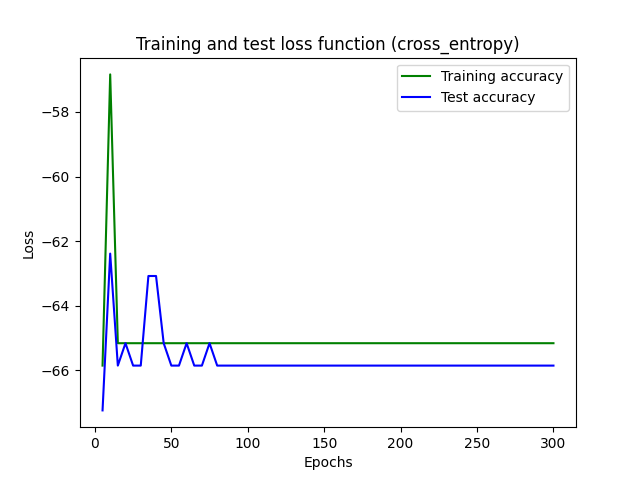 Training and test loss function (cross_entropy)
Training accuracy
Test accuracy
Loss
−58
−60
−62
−64
−66
0 50 100 150 200 250 300
Epochs